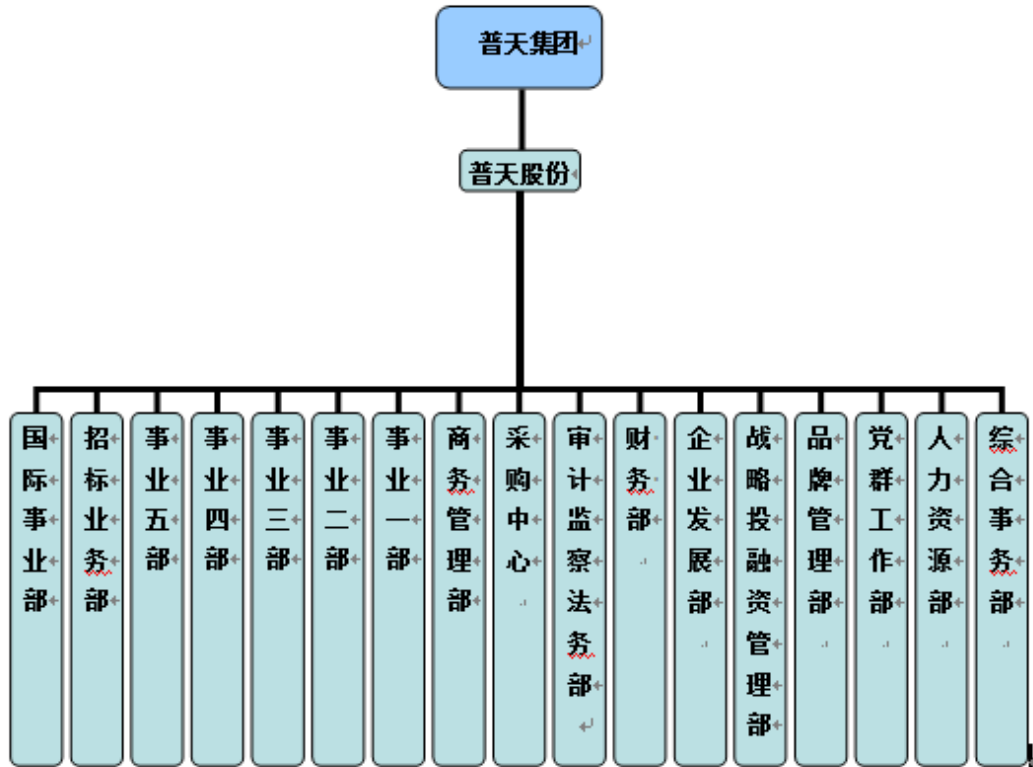 普天集团
普天股份
国际事业部
招标业务部
事业五部
事业四部
事业三部
事业二部
事业一部
商务管理部
采购中心
审计监察法务部
财务部
企业发展部
战略投融资管理部
品牌管理部
党群工作部
人力资源部
综合事务部